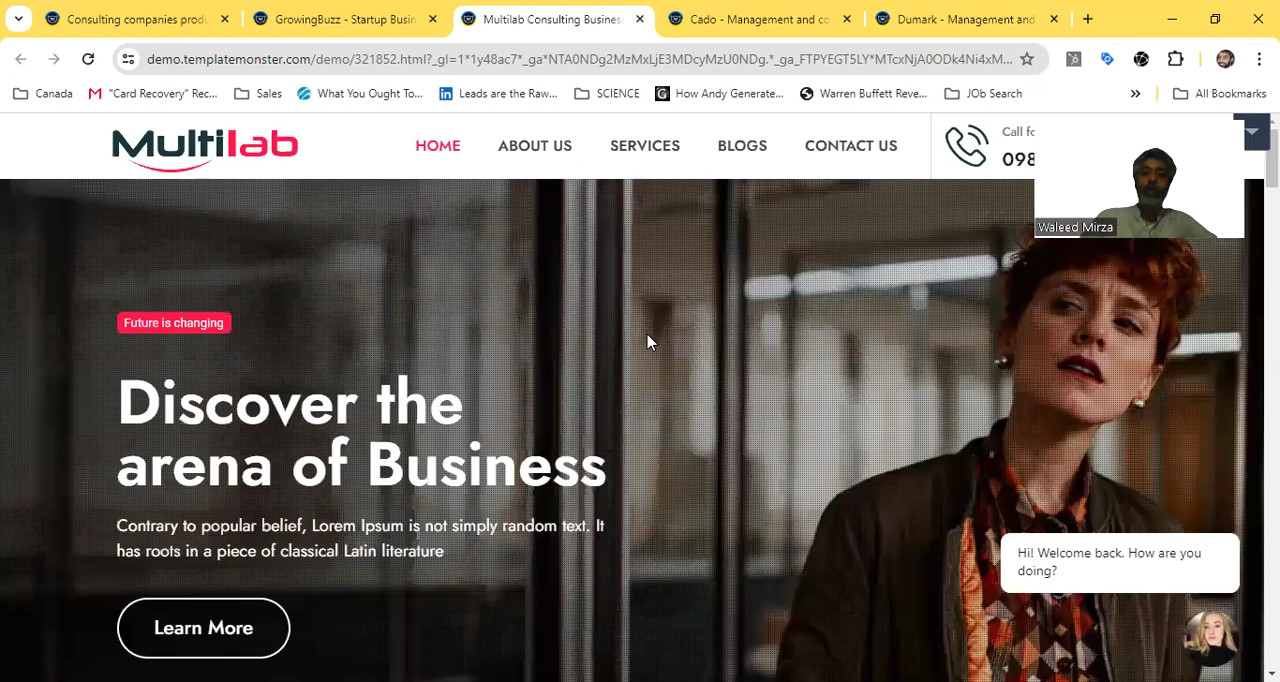 Consulting companies produ
GrowingBuzz - Startup Busin
Multilab Consulting Business
Cado - Management and co
Dumark - Management and
demo.templatemonster.com/demo/321852.html?_gl=1*1y48ac7*_ga*NTA0NDg2MzMxLjE3MDcyMzU0NDg.*_ga_FTPYEGT5LY*MTcxNjA0ODk4Ni4xM...
Canada
"Card Recovery" Rec...
Sales
What You Ought To...
Leads are the Raw...
SCIENCE
How Andy Generate...
Warren Buffett Reve...
JOb Search
All Bookmarks
Multilab
HOME
ABOUT US
SERVICES
BLOGS
CONTACT US
Call fo
098
Waleed Mirza
Future is changing
Discover the
arena of Business
Contrary to popular belief, Lorem Ipsum is not simply random text. It
has roots in a piece of classical Latin literature
Learn More
Hi! Welcome back. How are you
doing?